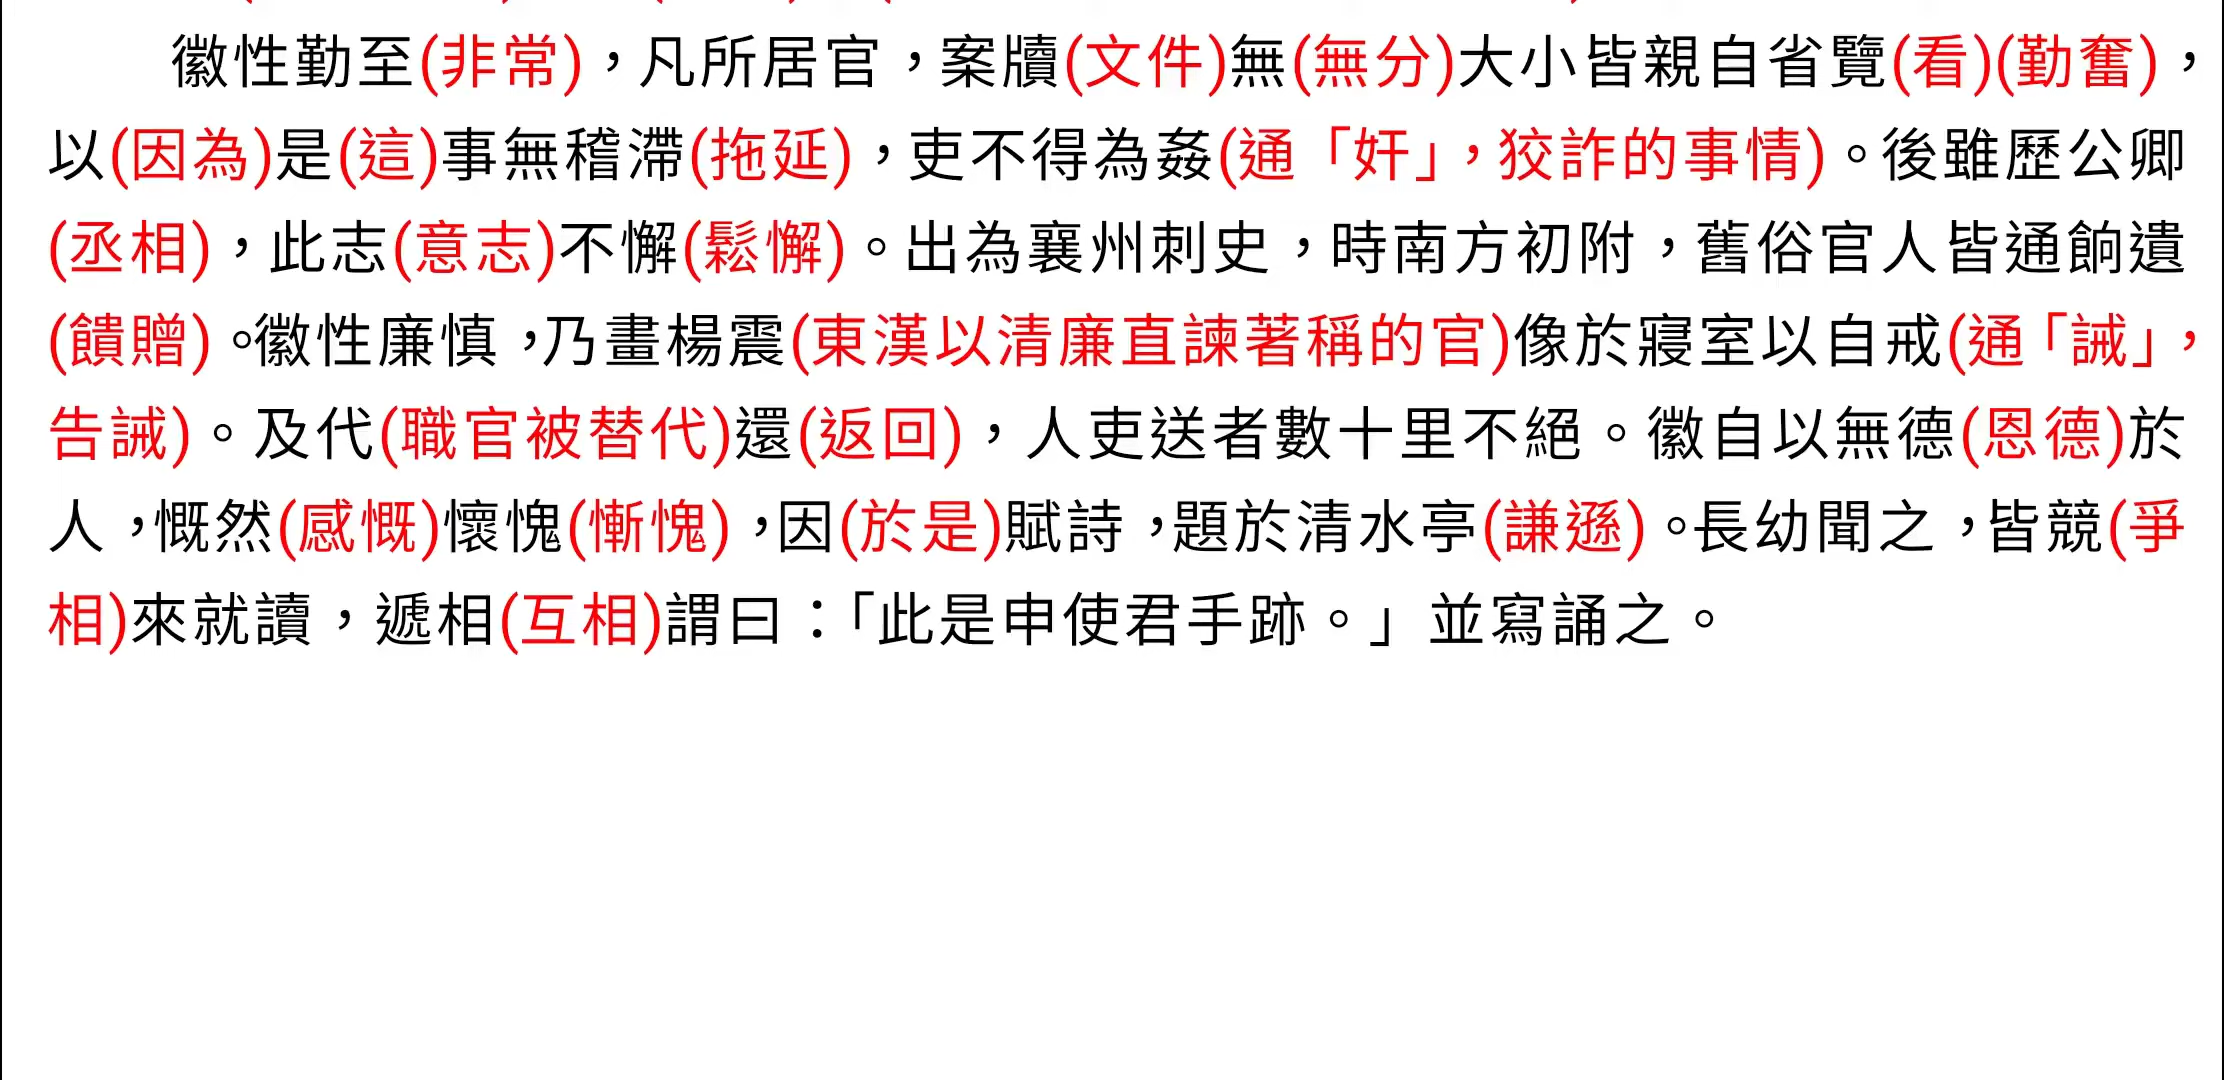 徽性勤至(非常)，凡所居官，案牘(文件)無(無分)大小皆親自省覽(看)(勤奮)，
以(因為)是(這)事無稽滯(拖延)，吏不得為姦(通「奸」，狡詐的事情)。後雖歷公卿
(丞相)，此志(意志)不懈(鬆懈)。出為襄州刺史，時南方初附，舊俗官人皆通餉遺
(饋贈)。徽性廉慎，乃畫楊震(東漢以清廉直諫著稱的官)像於寢室以自戒(通「誡」，
告誡)。及代(職官被替代)還(返回)，人吏送者數十里不絕。徽自以無德(恩德)於
人，慨然(感慨)懷愧(慚愧)，因(於是)賦詩，題於清水亭(謙遜)。長幼聞之，皆競(爭
相)來就讀，遞相(互相)謂曰：「此是申使君手跡。」並寫誦之。